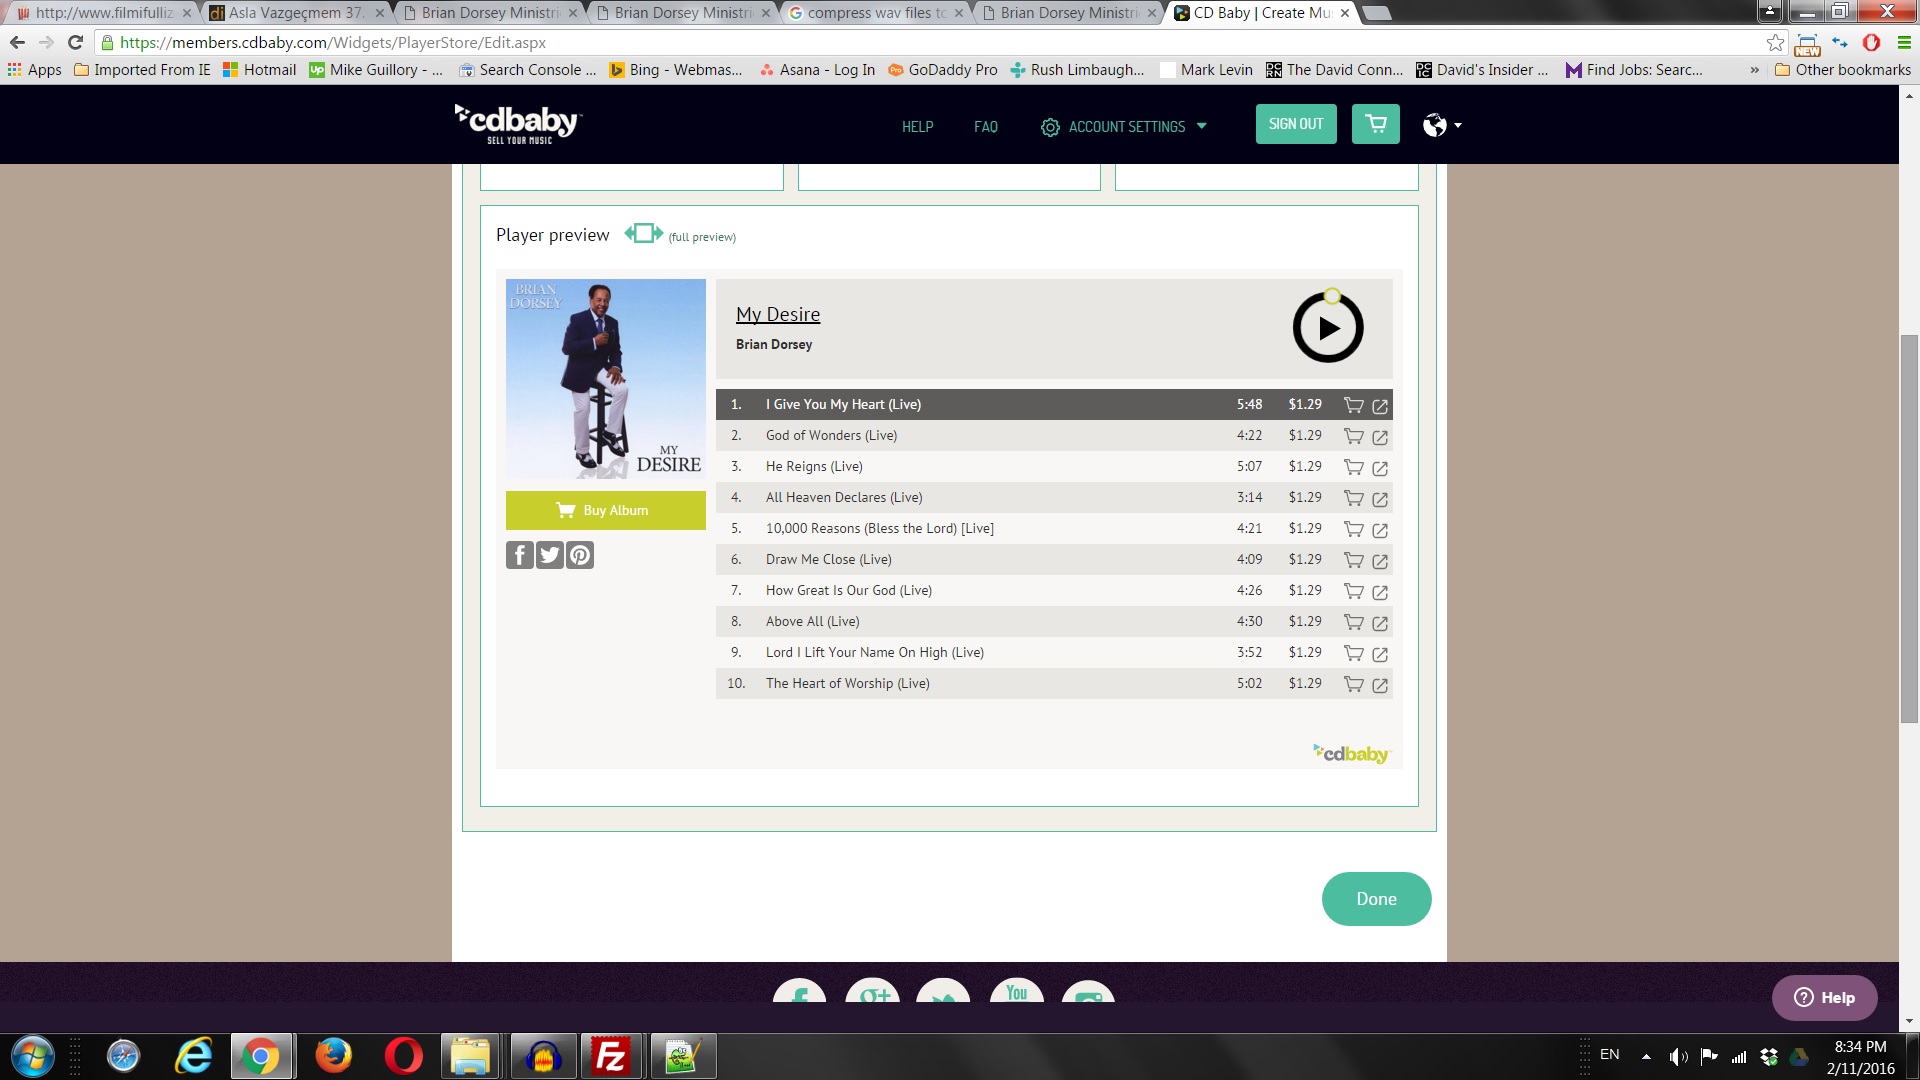 http://www.filmifulliz
Asla Vazgeçmem 37.
Brian Dorsey Ministri
Brian Dorsey Ministri
compress wav files to
Brian Dorsey Ministri
CD Baby | Create Mu
https://members.cdbaby.com/Widgets/PlayerStore/Edit.aspx
NEW
Apps Imported From IE Hotmail Mike Guillory - ... Search Console ... Bing - Webmas... Asana - Log In GoDaddy Pro Rush Limbaugh... Mark Levin The David Conn... David's Insider ... Find Jobs: Searc... » Other bookmarks
cdbaby
SELL YOUR MUSIC
HELP FAQ ACCOUNT SETTINGS SIGN OUT
Player preview (full preview)
BRIAN
DORSEY
MY
DESIRE
My Desire
Brian Dorsey
Buy Album
1. I Give You My Heart (Live) 5:48 $1.29
2. God of Wonders (Live) 4:22 $1.29
3. He Reigns (Live) 5:07 $1.29
4. All Heaven Declares (Live) 3:14 $1.29
5. 10,000 Reasons (Bless the Lord) [Live] 4:21 $1.29
6. Draw Me Close (Live) 4:09 $1.29
7. How Great Is Our God (Live) 4:26 $1.29
8. Above All (Live) 4:30 $1.29
9. Lord I Lift Your Name On High (Live) 3:52 $1.29
10. The Heart of Worship (Live) 5:02 $1.29
cdbaby
Done
You
Help
EN
8:34 PM
2/11/2016